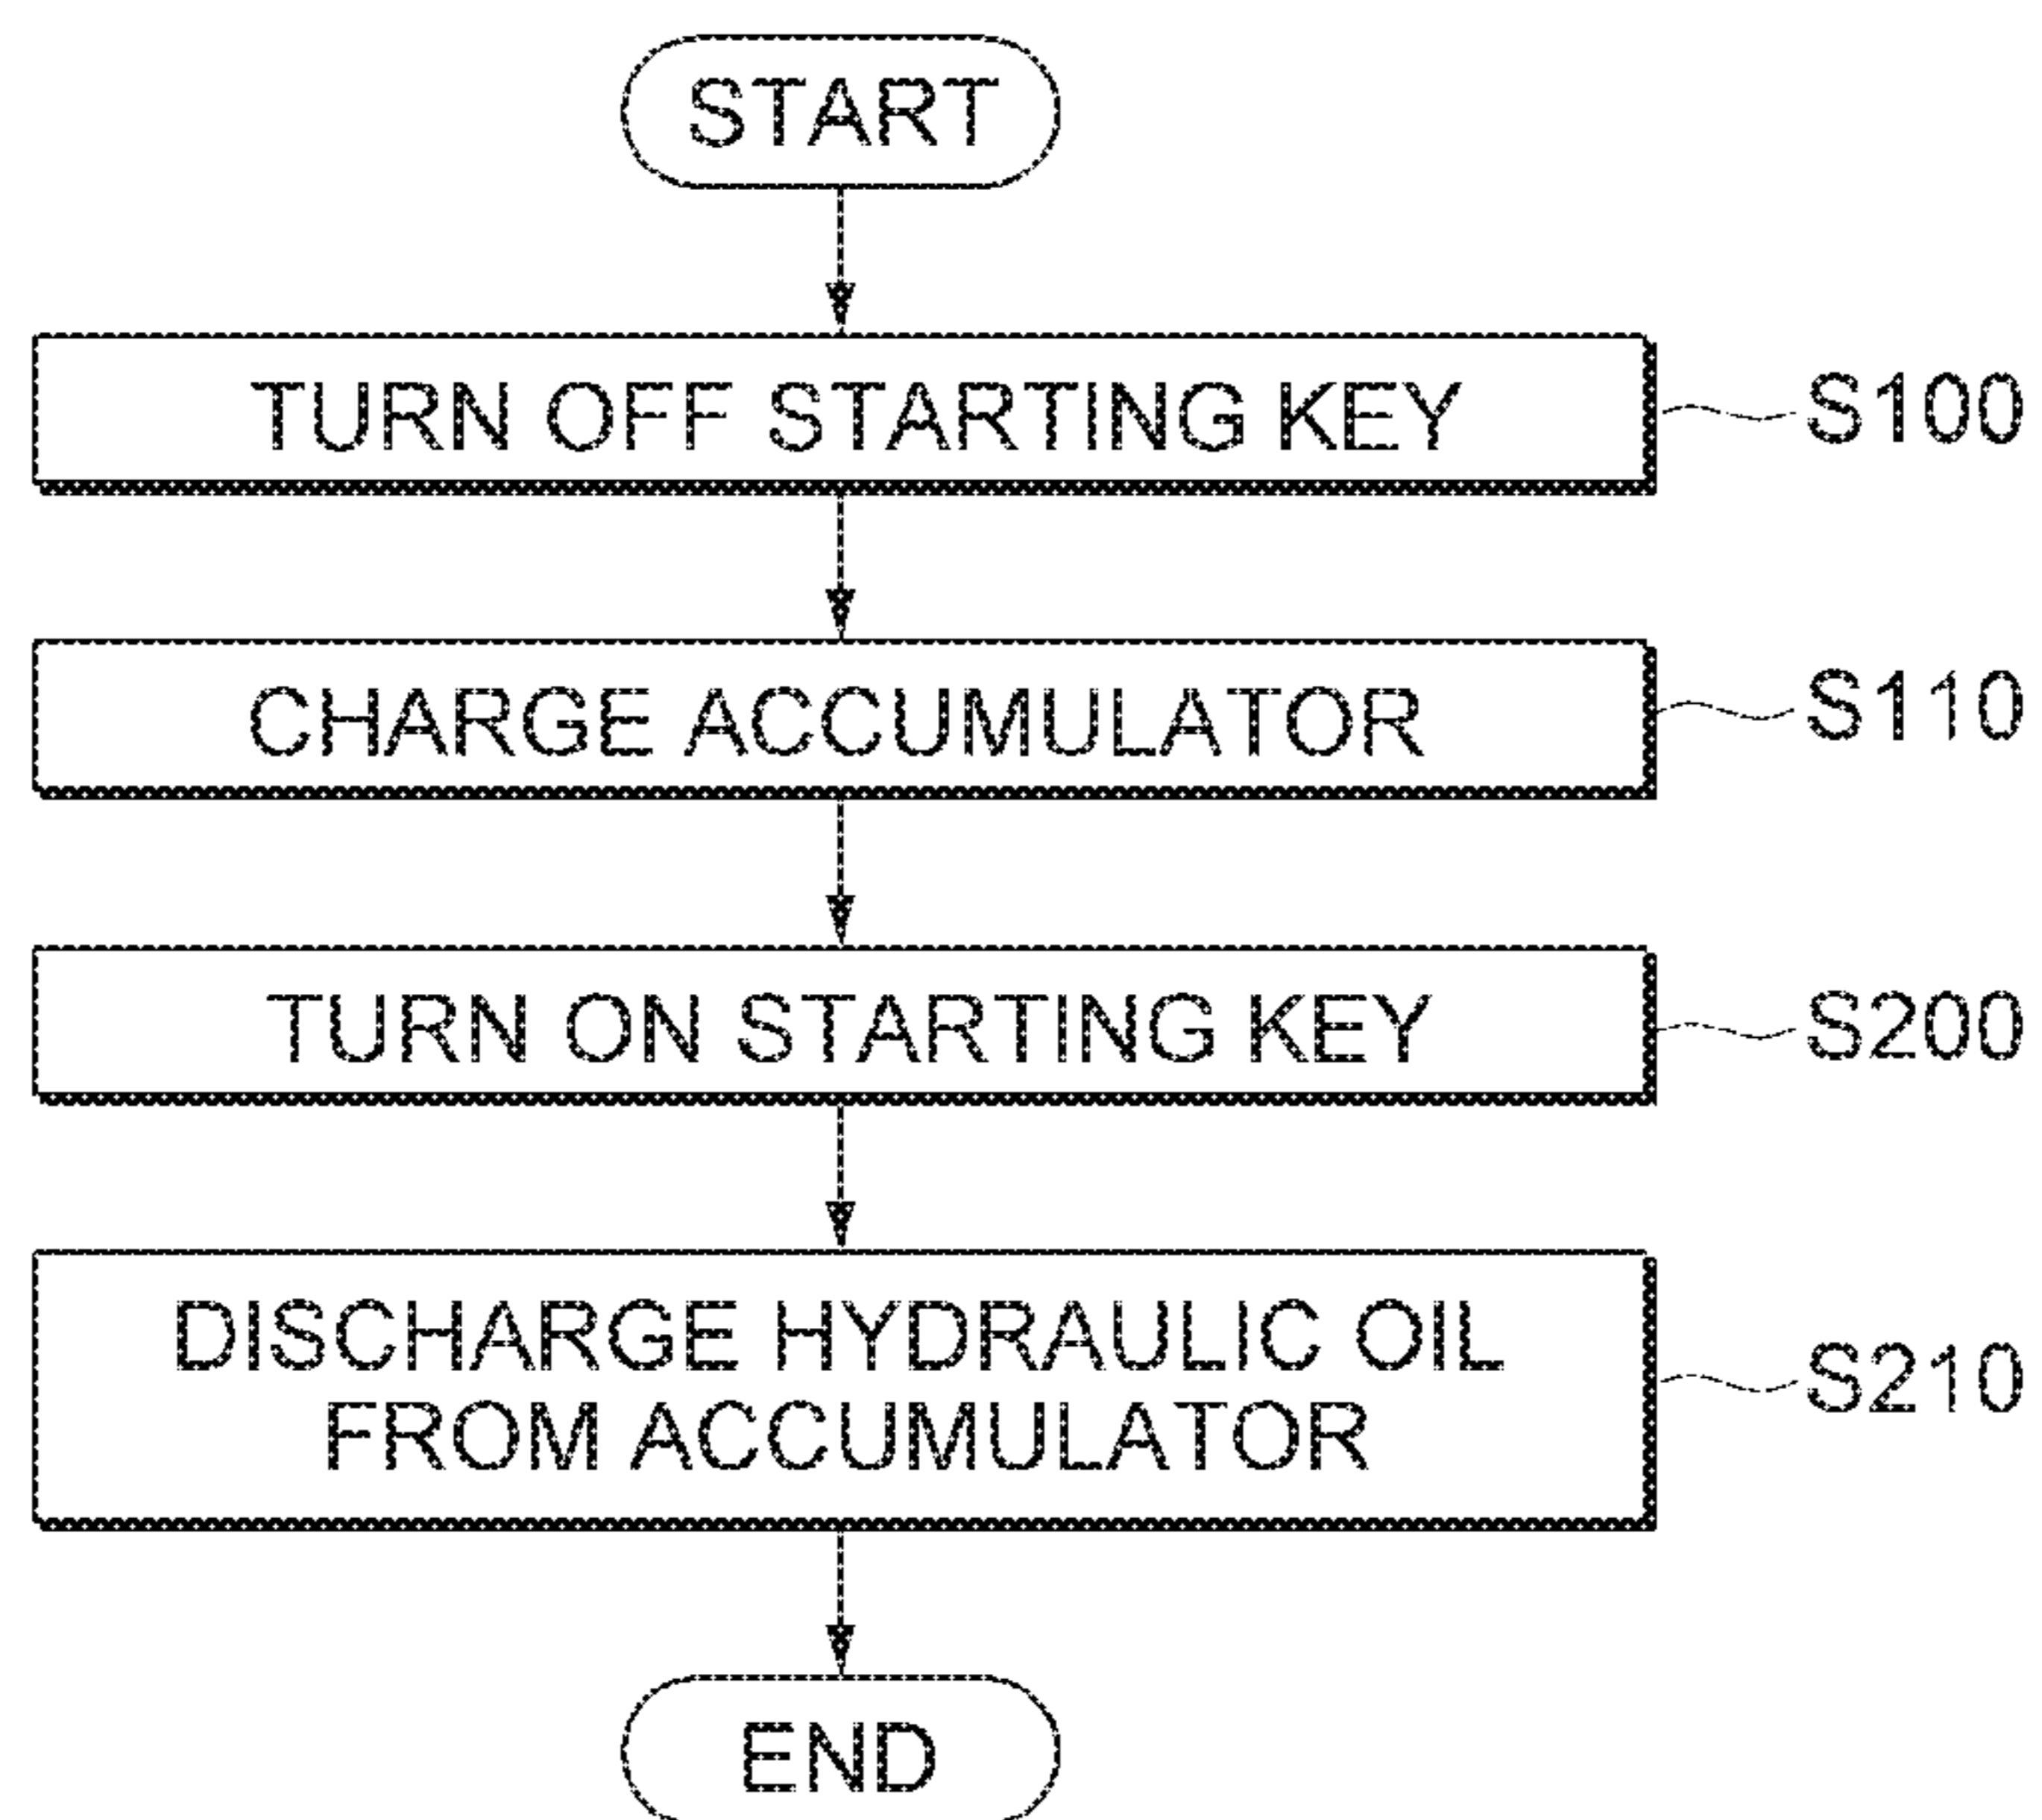 START
TURN OFF STARTING KEY
S100
CHARGE ACCUMULATOR
S110
TURN ON STARTING KEY
S200
DISCHARGE HYDRAULIC OIL
FROM ACCUMULATOR
S210
END